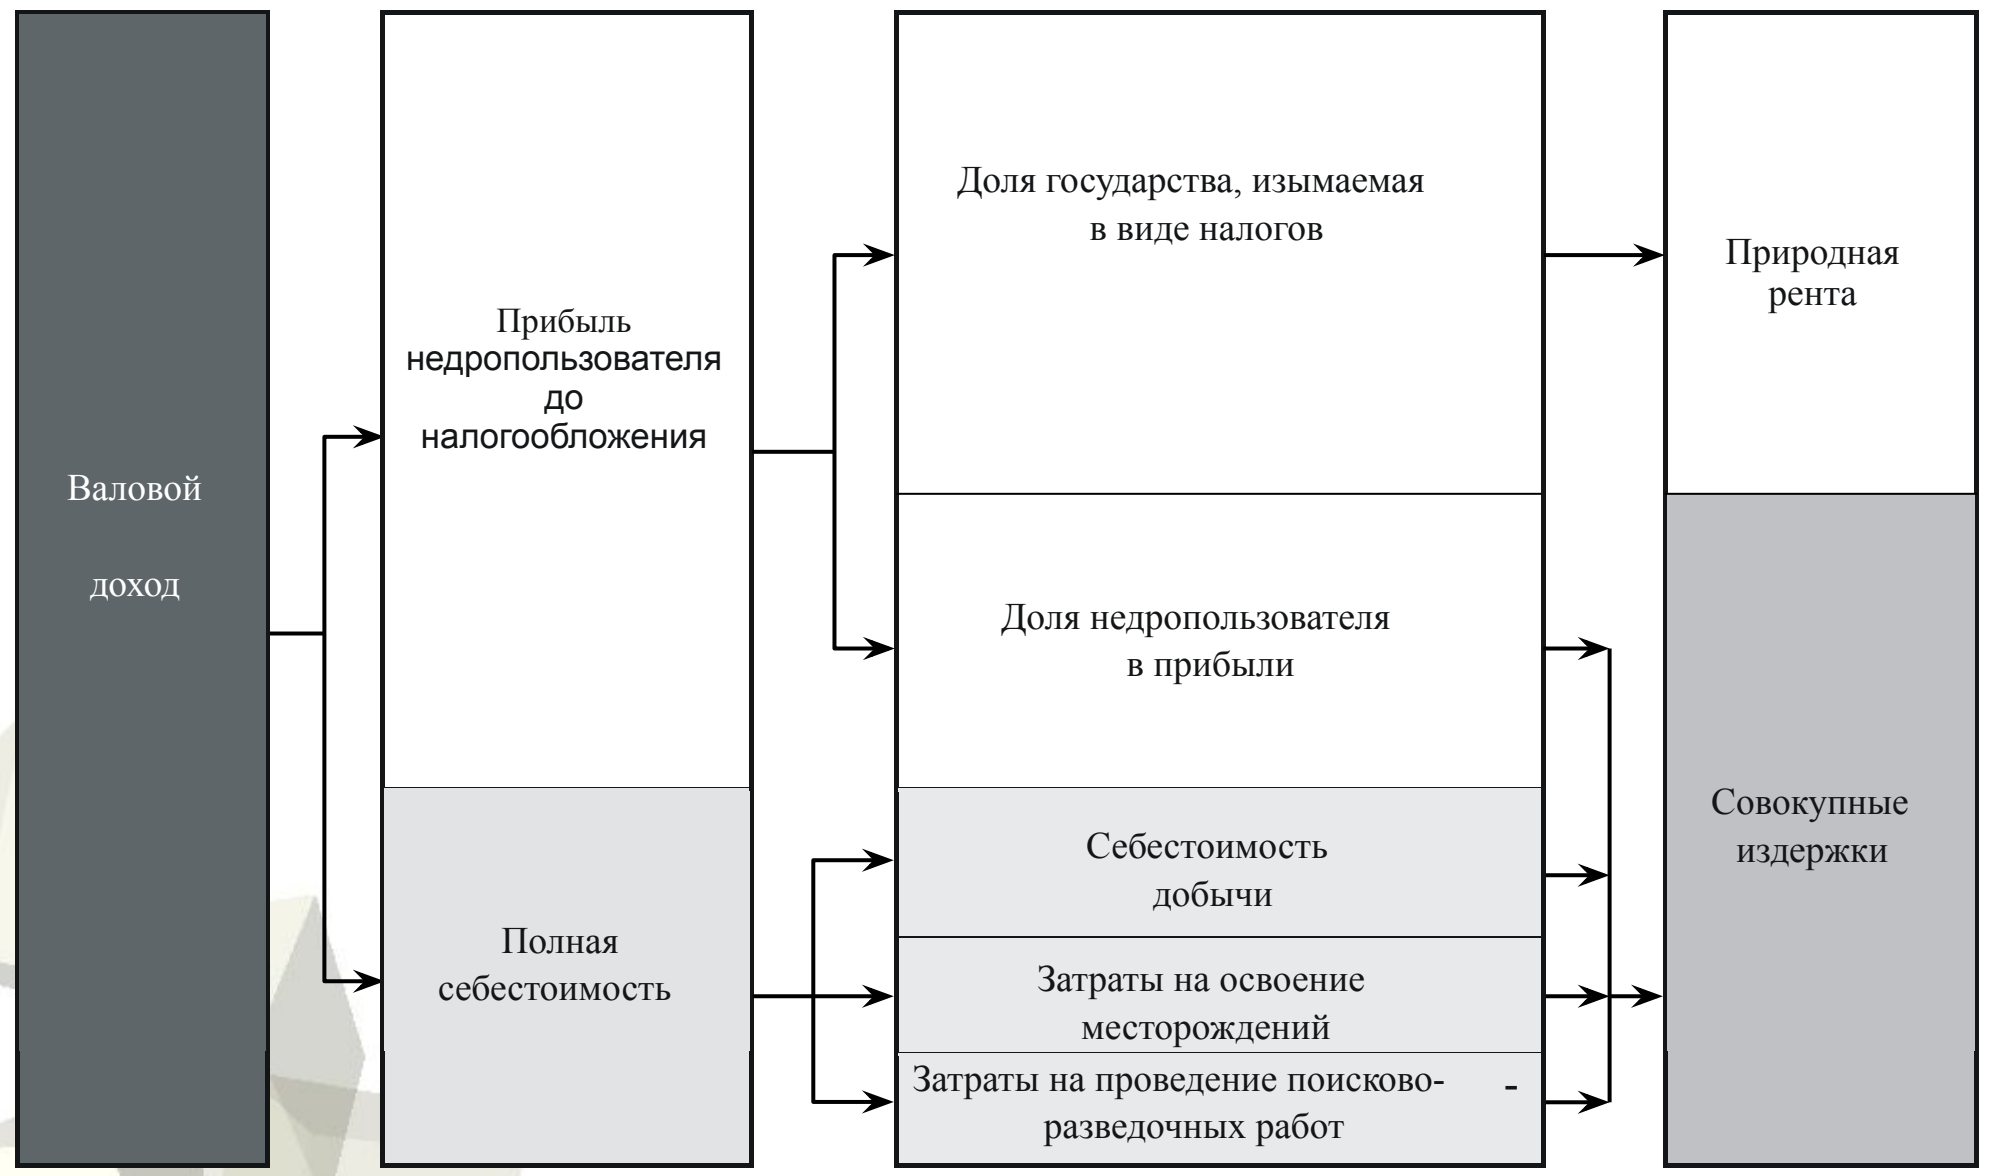 Валовой
доход
Прибыль
недропользователя
до
налогообложения
Полная
себестоимость
Доля государства, изымаемая
в виде налогов
Доля недропользователя
в прибыли
Себестоимость
добычи
Затраты на освоение
месторождений
Затраты на проведение поисково- -
разведочных работ
Природная
рента
Совокупные
издержки